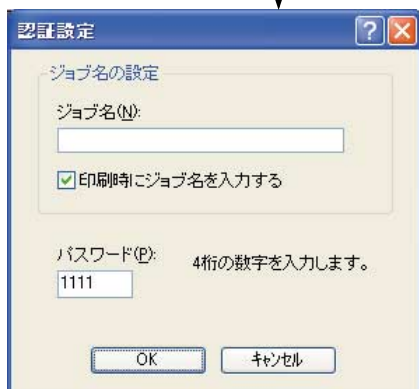 認証設定
ジョブ名の設定
ジョブ名(N):
印刷時にジョブ名を入力する
パスワード(P):
4桁の数字を入力します。
1111
OK
キャンセル